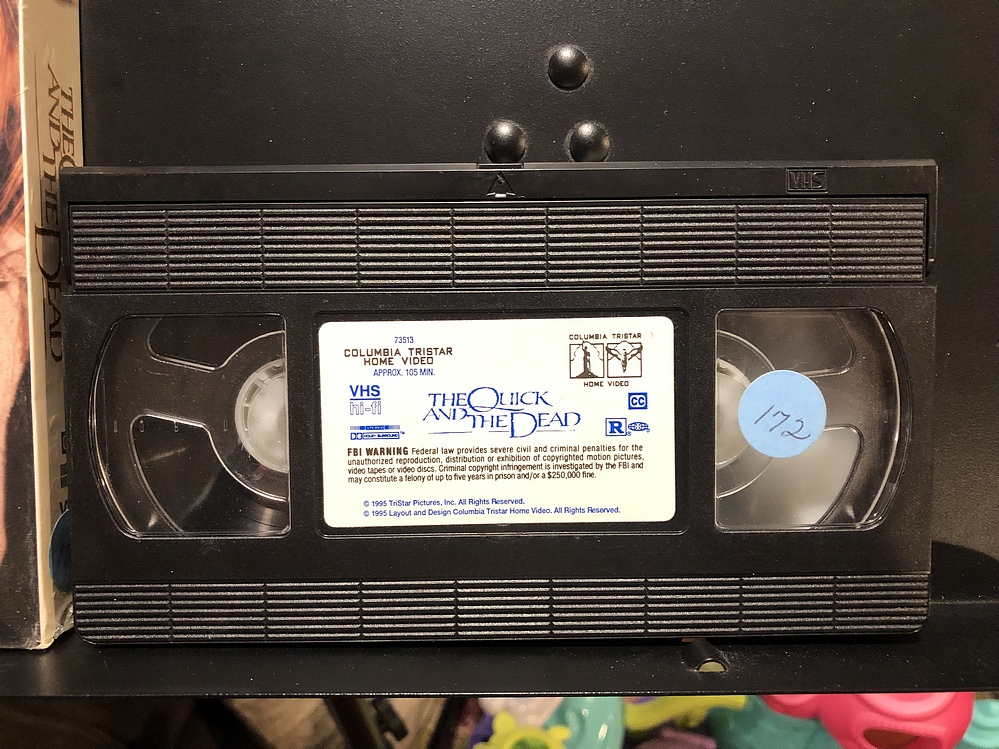 THE Q
AND THE DEAD
VHS
73513
COLUMBIA TRISTAR
HOME VIDEO
APPROX. 105 MIN.
COLUMBIA TRISTAR
HOME VIDEO
VHS
hi-fi
DOLBY SURROUND
THE QUICK
AND THE DEAD
CC
R
172
FBI WARNING Federal law provides severe civil and criminal penalties for the
unauthorized reproduction, distribution or exhibition of copyrighted motion pictures,
video tapes or video discs. Criminal copyright infringement is investigated by the FBI and
may constitute a felony of up to five years in prison and/or a $250,000 fine.
© 1995 TriStar Pictures, Inc. All Rights Reserved.
© 1995 Layout and Design Columbia Tristar Home Video. All Rights Reserved.